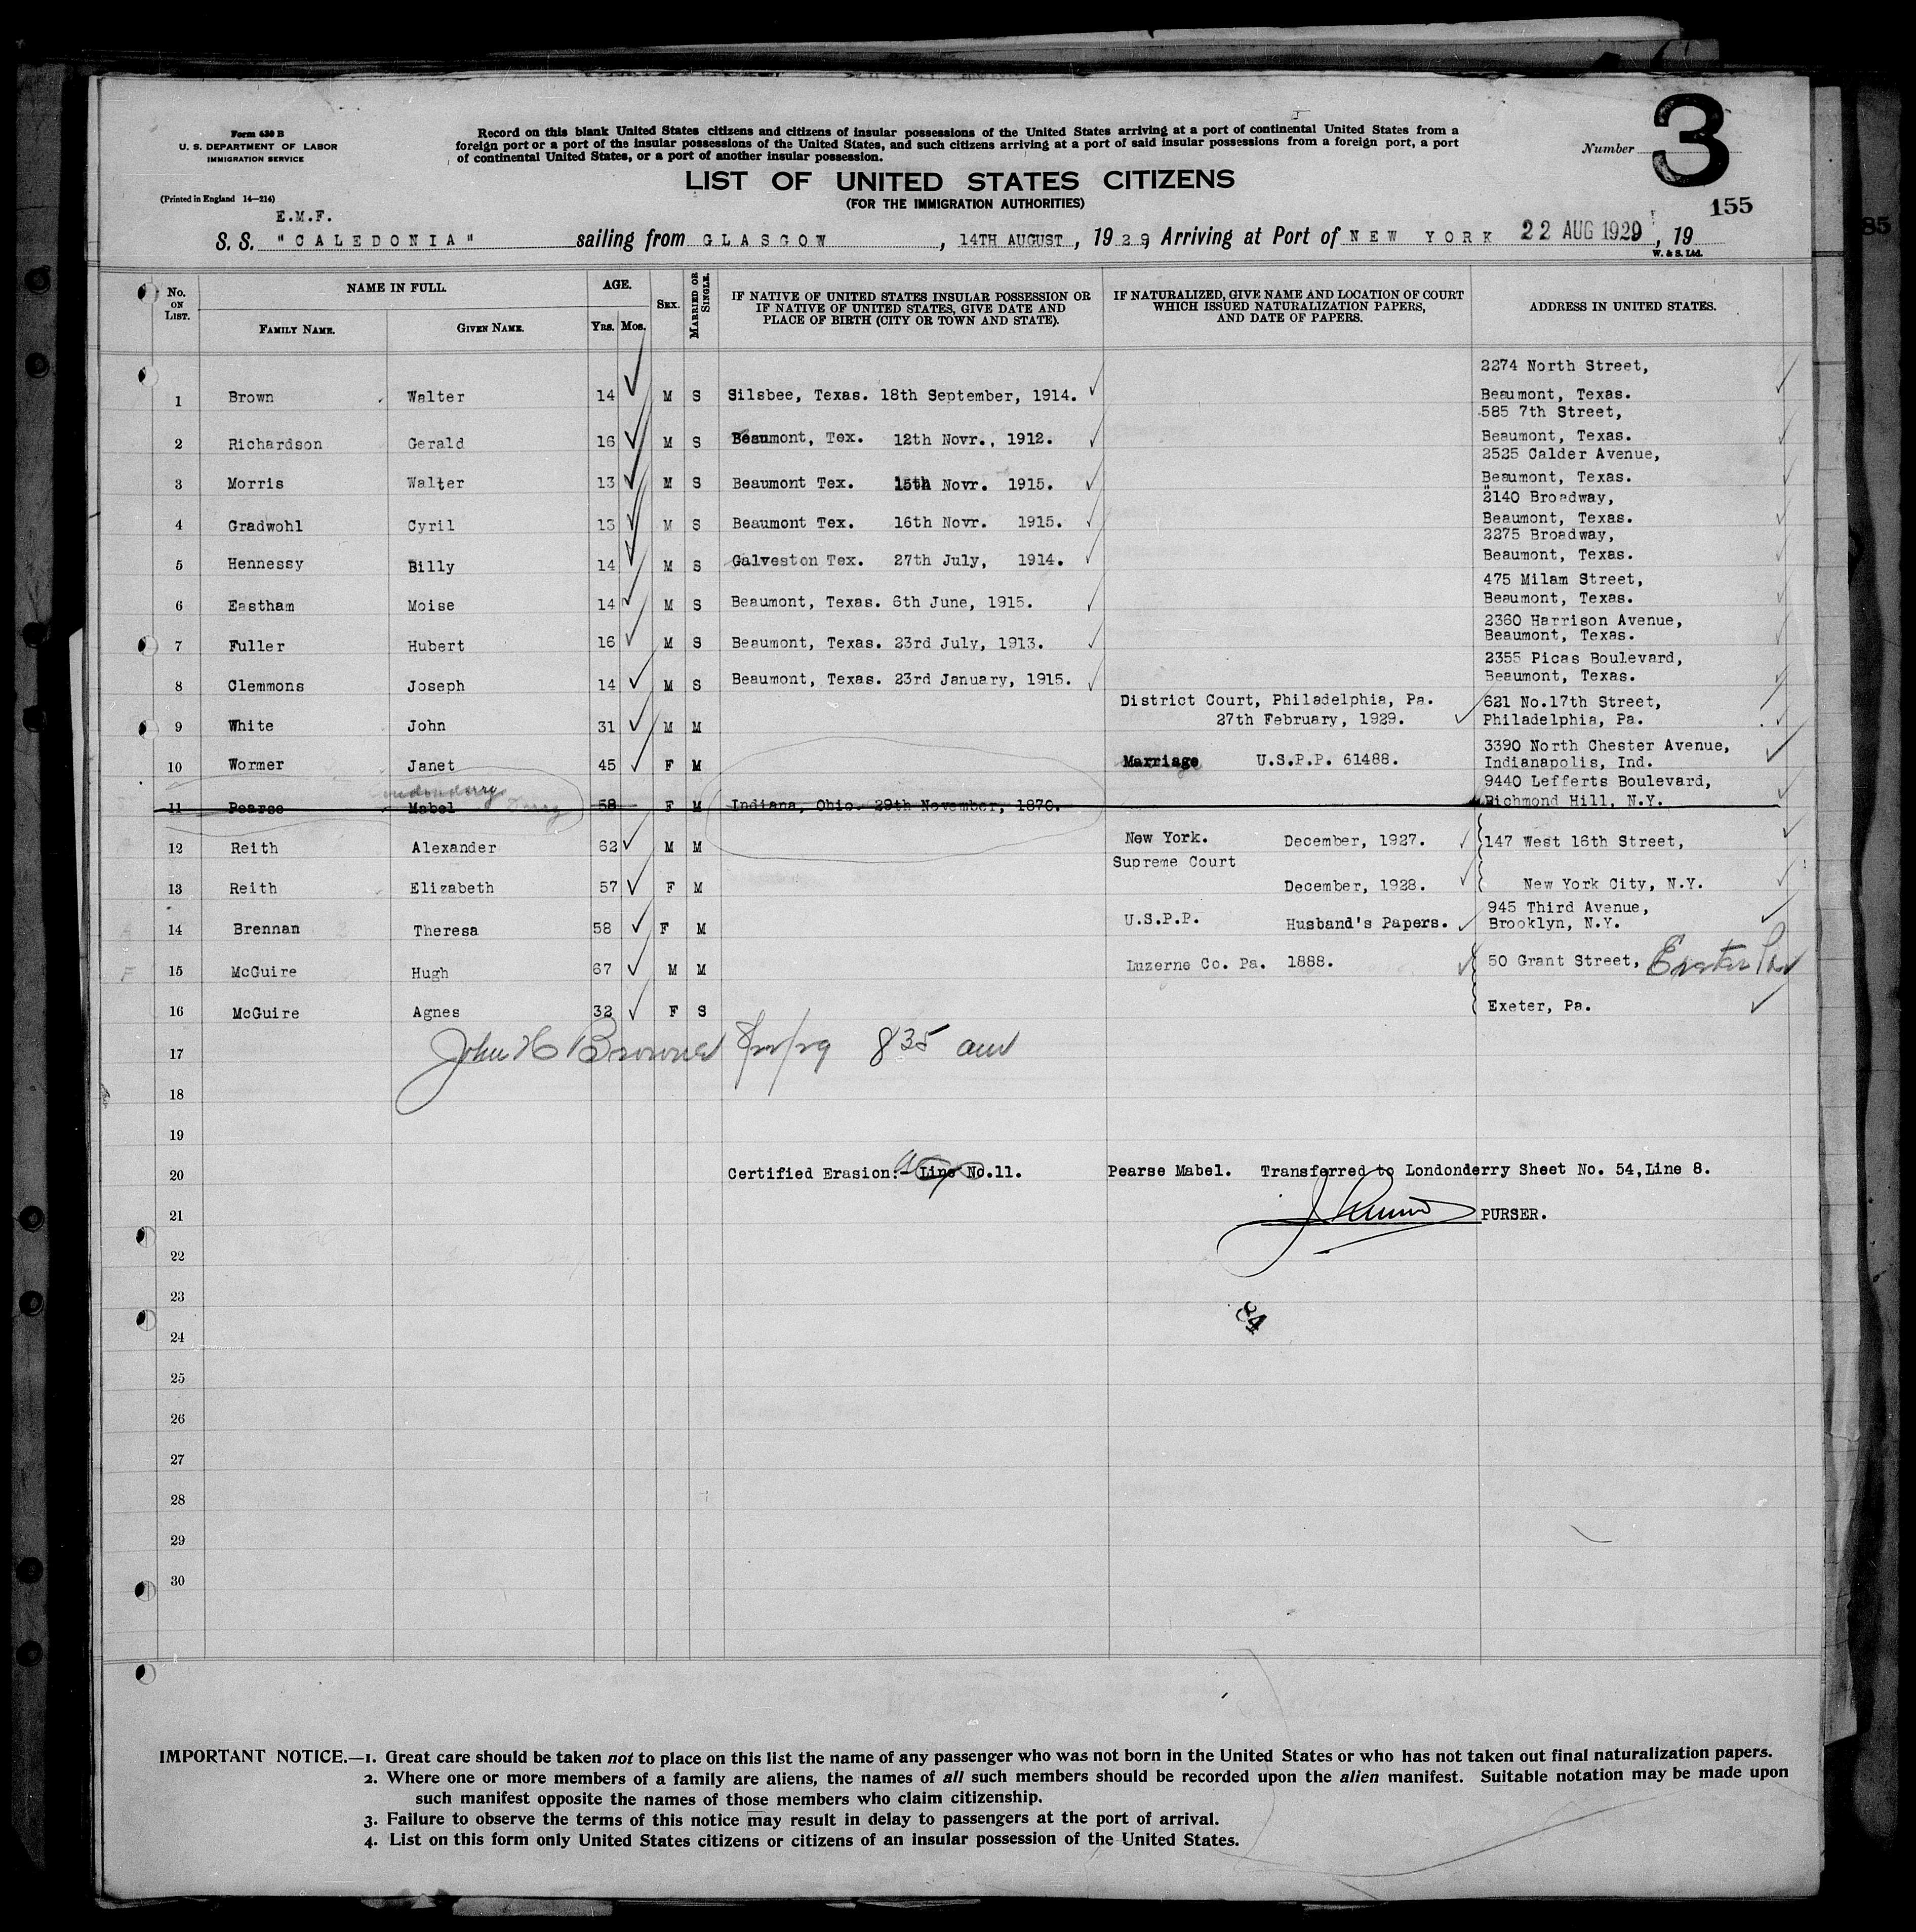 Form 630 B
U. S. DEPARTMENT OF LABOR
IMMIGRATION SERVICE
(Printed in England 14—214)
Record on this blank United States citizens and citizens of insular possessions of the United States arriving at a port of continental United States from a
foreign port or a port of the insular possessions of the United States, and such citizens arriving at a port of said insular possessions from a foreign port, a port
of continental United States, or a port of another insular possession.
LIST OF UNITED STATES CITIZENS
(FOR THE IMMIGRATION AUTHORITIES)
Number 3
155
85
E.M.F.
S. S. "CALEDONIA" sailing from GLASGOW, 14TH AUGUST, 1929, Arriving at Port of NEW YORK 22 AUG 1929, 19
W. & S. Ltd.
No. ON LIST. NAME IN FULL. AGE. SEX. MARRIED OR SINGLE. IF NATIVE OF UNITED STATES INSULAR POSSESSION OR IF NATIVE OF UNITED STATES, GIVE DATE AND PLACE OF BIRTH (CITY OR TOWN AND STATE). IF NATURALIZED, GIVE NAME AND LOCATION OF COURT WHICH ISSUED NATURALIZATION PAPERS, AND DATE OF PAPERS. ADDRESS IN UNITED STATES.
FAMILY NAME. GIVEN NAME. Yrs. Mos.
2274 North Street,
1 Brown Walter 14 M S Silsbee, Texas. 18th September, 1914. Beaumont, Texas.
585 7th Street,
2 Richardson Gerald 16 M S Beaumont, Tex. 12th Novr., 1912. Beaumont, Texas.
2525 Calder Avenue,
3 Morris Walter 13 M S Beaumont Tex. 15th Novr. 1915. Beaumont, Texas.
2140 Broadway,
4 Gradwohl Cyril 13 M S Beaumont Tex. 16th Novr. 1915. Beaumont, Texas.
2275 Broadway,
5 Hennessy Billy 14 M S Galveston Tex. 27th July, 1914. Beaumont, Texas.
475 Milam Street,
6 Eastham Moise 14 M S Beaumont, Texas. 6th June, 1915. Beaumont, Texas.
2360 Harrison Avenue,
7 Fuller Hubert 16 M S Beaumont, Texas. 23rd July, 1913. Beaumont, Texas.
2355 Picas Boulevard,
8 Clemmons Joseph 14 M S Beaumont, Texas. 23rd January, 1915. Beaumont, Texas.
District Court, Philadelphia, Pa. 621 No.17th Street,
9 White John 31 M M 27th February, 1929. Philadelphia, Pa.
3390 North Chester Avenue,
10 Wormer Janet 45 F M Marriage U.S.P.P. 61488. Indianapolis, Ind.
Londonderry 9440 Lefferts Boulevard,
11 Pearse Mabel 58 F M Indiana, Ohio. 29th November, 1870. Richmond Hill, N.Y.
12 Reith Alexander 62 M M New York. December, 1927. 147 West 16th Street,
Supreme Court
13 Reith Elizabeth 57 F M December, 1928. New York City, N.Y.
945 Third Avenue,
14 Brennan Theresa 58 F M U.S.P.P. Husband's Papers. Brooklyn, N.Y.
15 McGuire Hugh 67 M M Luzerne Co. Pa. 1888. 50 Grant Street, Exeter Pa
16 McGuire Agnes 32 F S Exeter, Pa.
17 John H Browne 8/22/29 835 am
18
19
20 Certified Erasion:- Line No.11. Pearse Mabel. Transferred to Londonderry Sheet No. 54,Line 8.
21 PURSER.
22
23
84
24
25
26
27
28
29
30
IMPORTANT NOTICE.—1. Great care should be taken not to place on this list the name of any passenger who was not born in the United States or who has not taken out final naturalization papers.
2. Where one or more members of a family are aliens, the names of all such members should be recorded upon the alien manifest. Suitable notation may be made upon
such manifest opposite the names of those members who claim citizenship.
3. Failure to observe the terms of this notice may result in delay to passengers at the port of arrival.
4. List on this form only United States citizens or citizens of an insular possession of the United States.